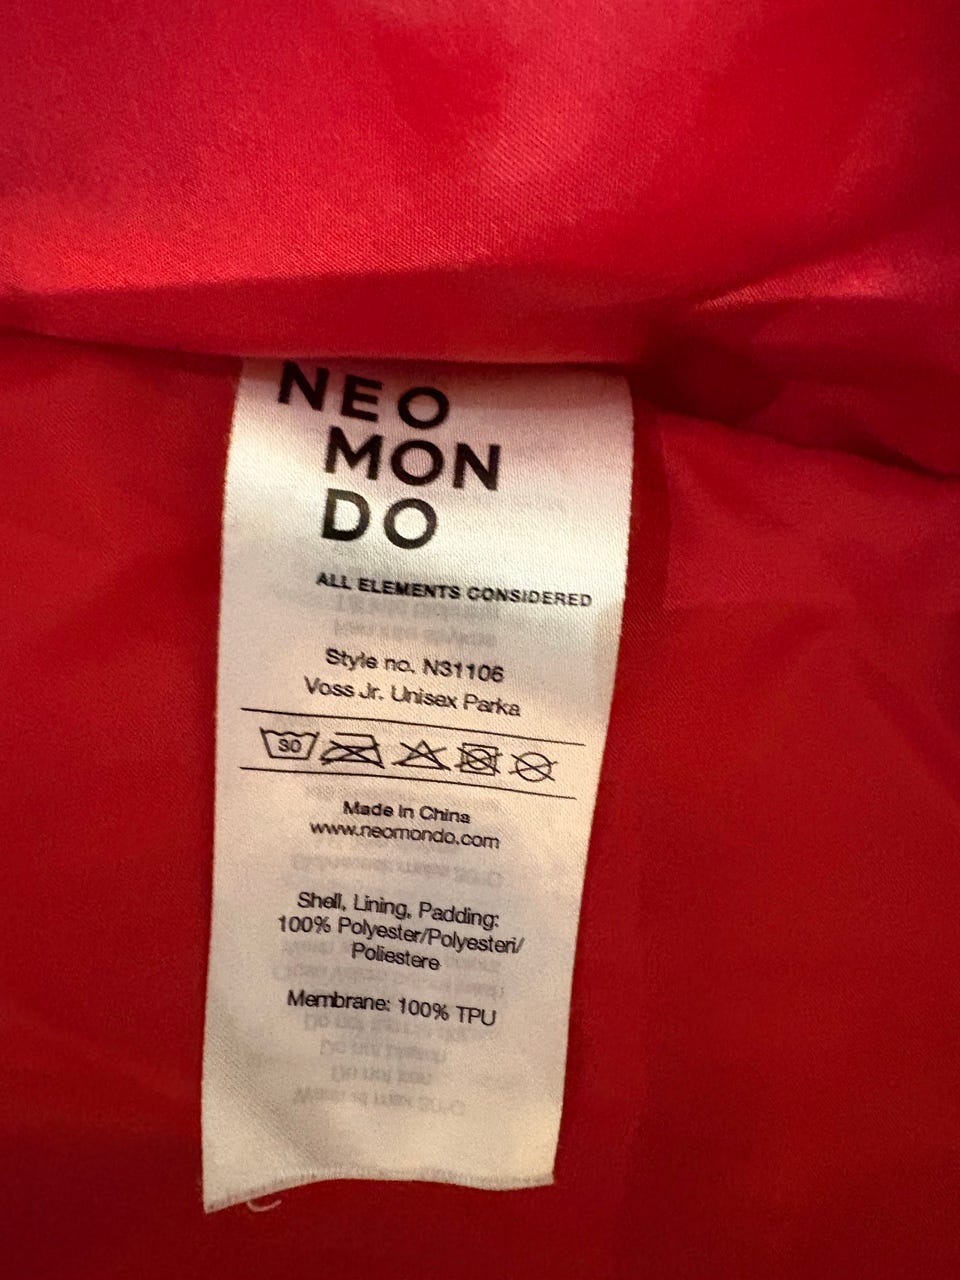 NEO
MON
DO
ALL ELEMENTS CONSIDERED
Style no. N31106
Voss Jr. Unisex Parka
30
Made in China
www.neomondo.com
Shell, Lining, Padding:
100% Polyester/Polyesteri/
Poliestere
Membrane: 100% TPU